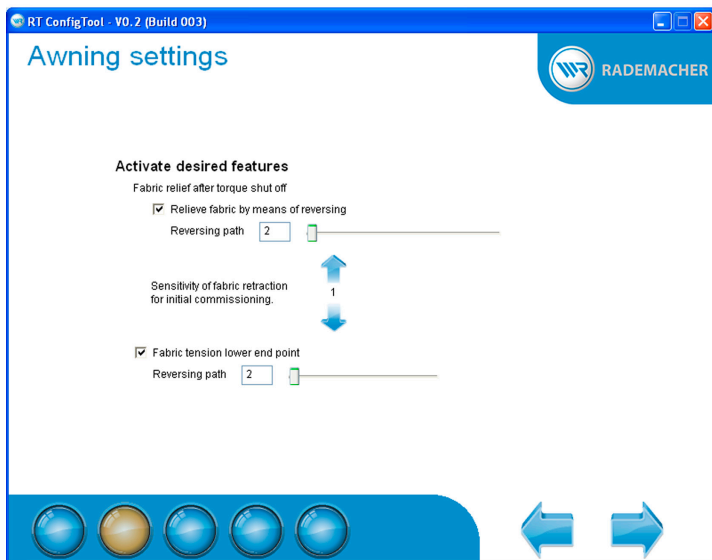 RT ConfigTool - V0.2 (Build 003)
Awning settings
WR RADEMACHER
Activate desired features
Fabric relief after torque shut off
Relieve fabric by means of reversing
Reversing path 2
Sensitivity of fabric retraction
for initial commissioning.
1
Fabric tension lower end point
Reversing path 2